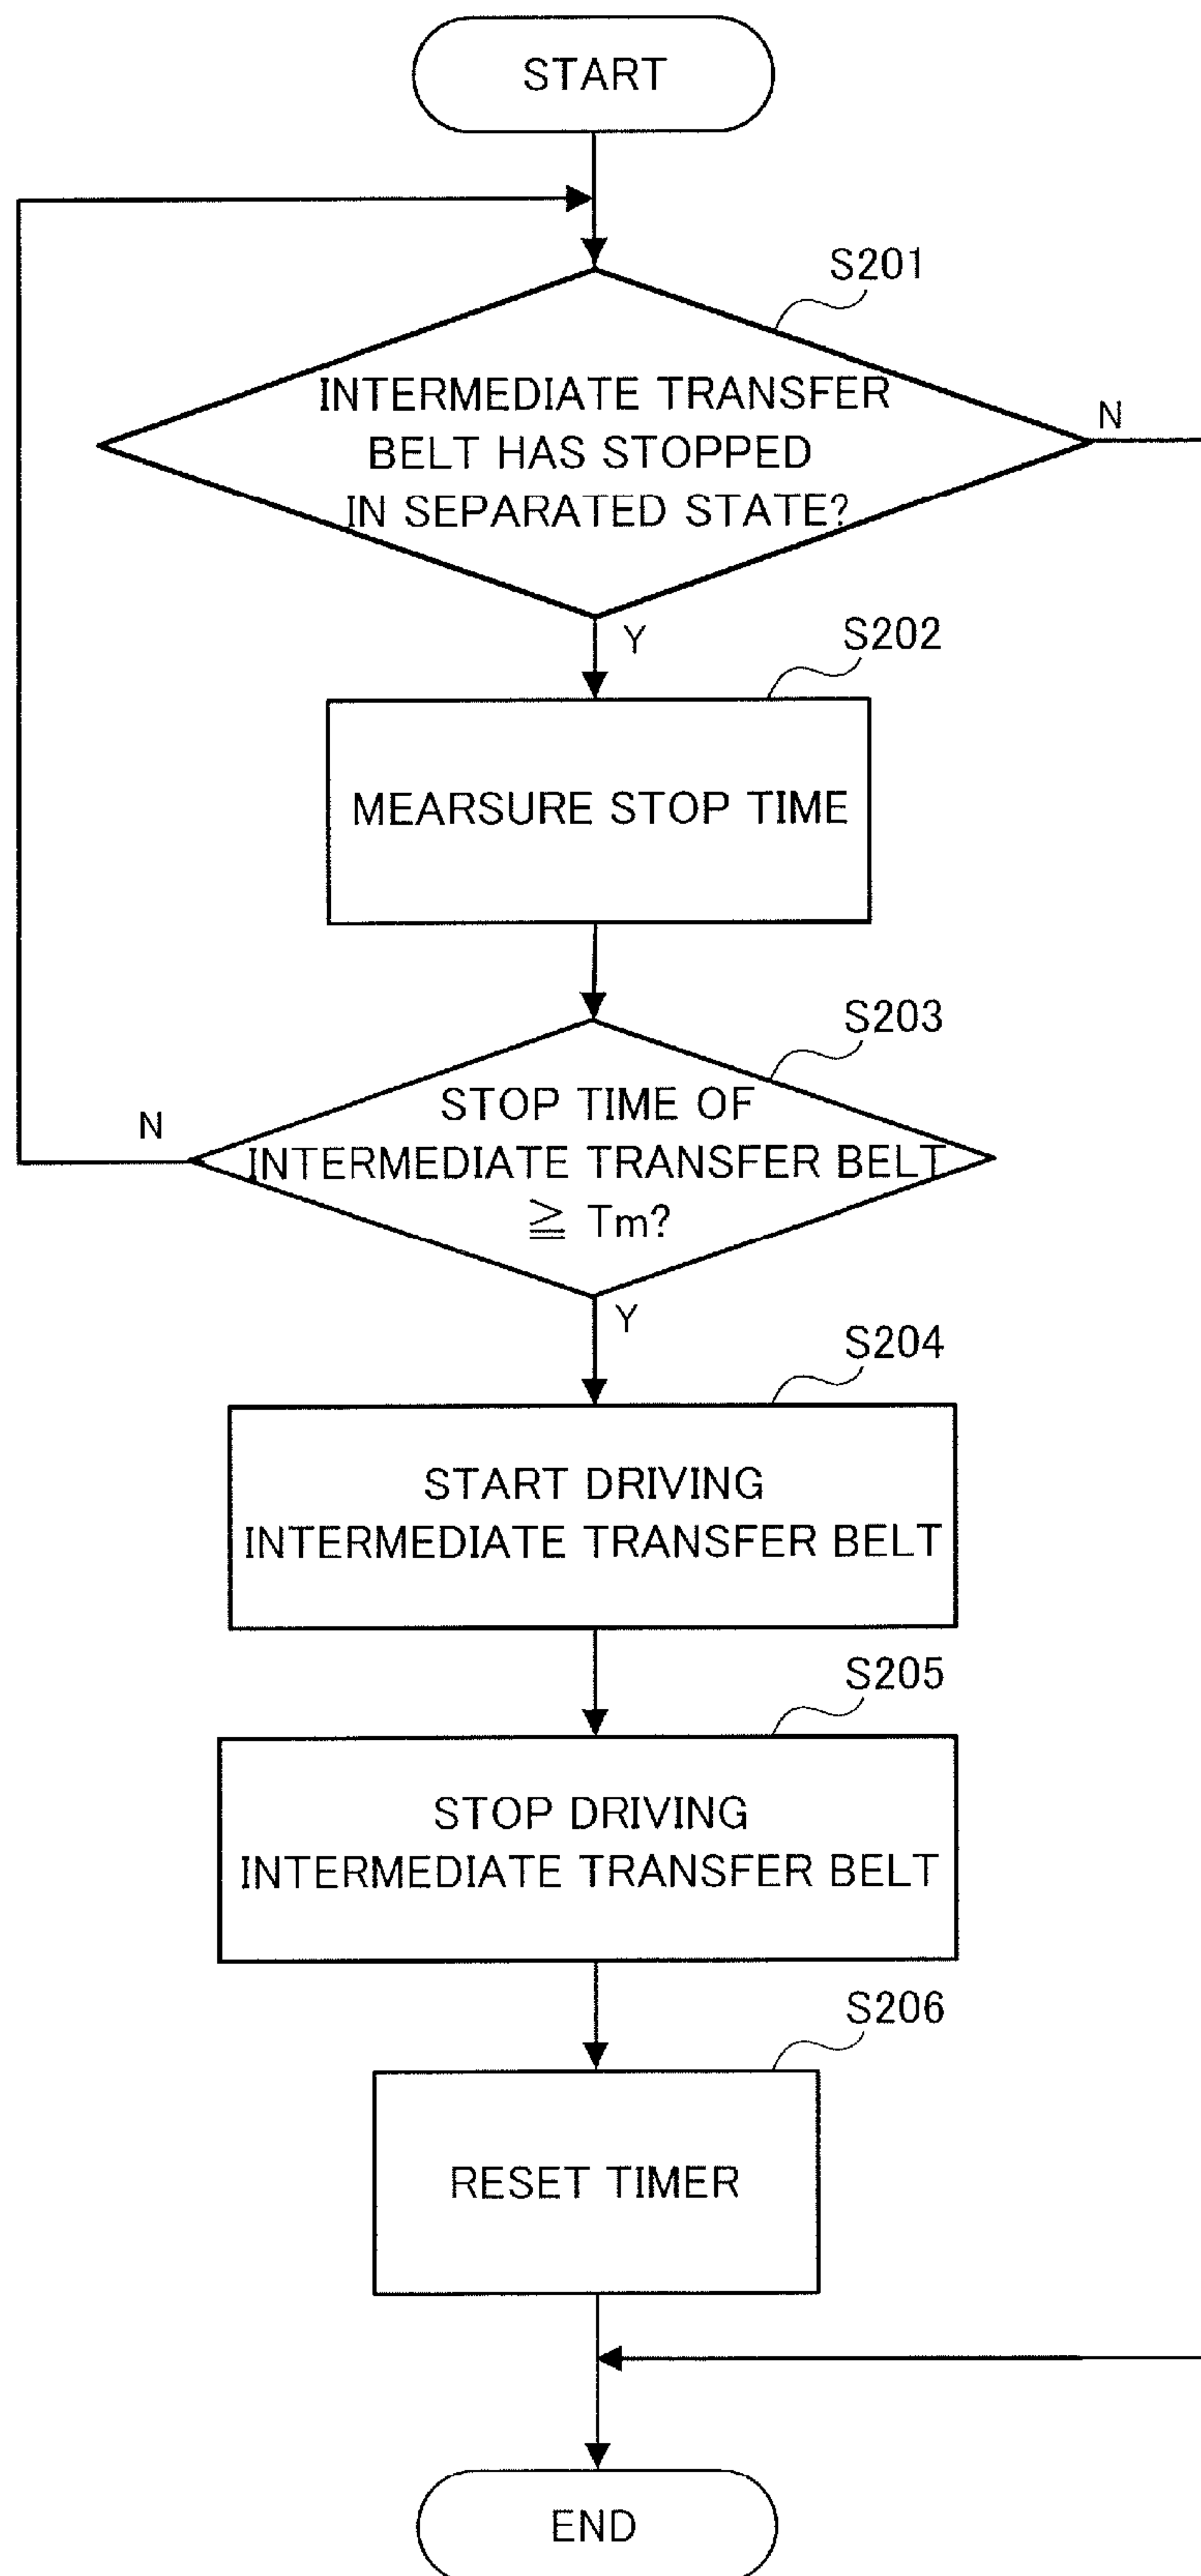 START
S201
INTERMEDIATE TRANSFER
BELT HAS STOPPED
IN SEPARATED STATE?
N
Y
S202
MEARSURE STOP TIME
S203
STOP TIME OF
INTERMEDIATE TRANSFER BELT
≧ Tm?
N
Y
S204
START DRIVING
INTERMEDIATE TRANSFER BELT
S205
STOP DRIVING
INTERMEDIATE TRANSFER BELT
S206
RESET TIMER
END